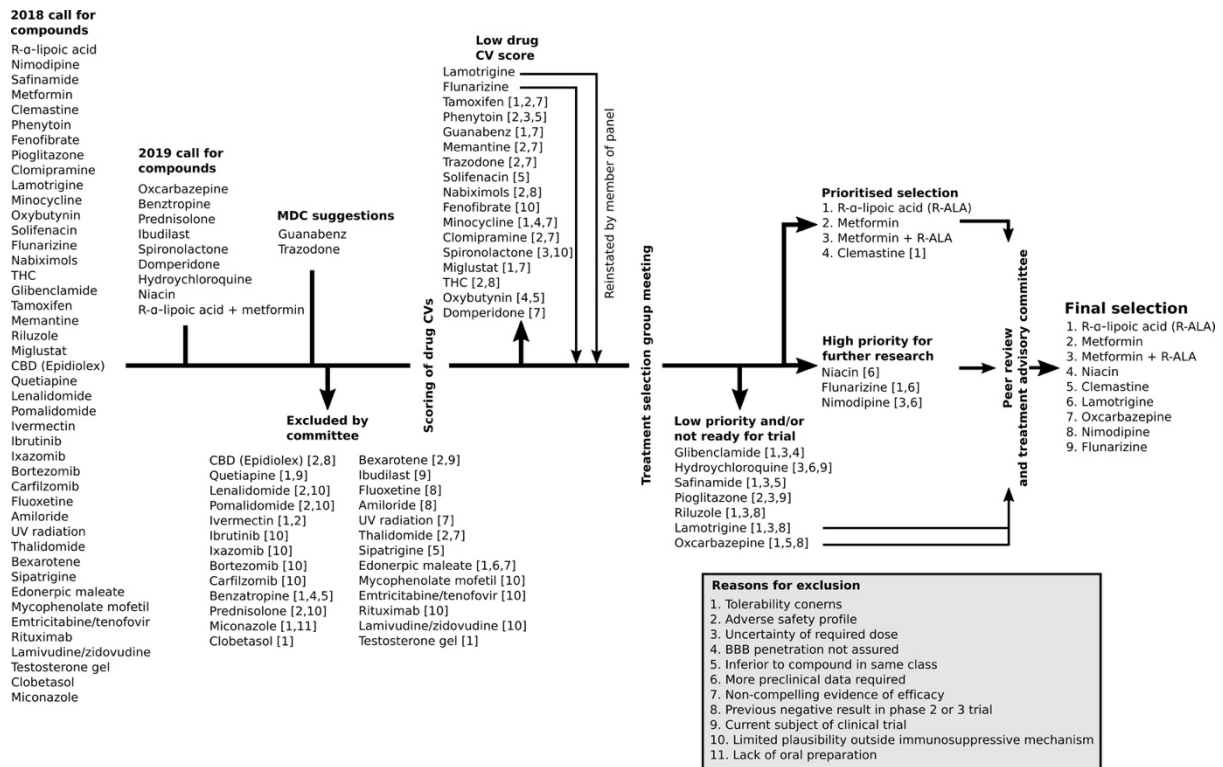 2018 call for
compounds
R-α-lipoic acid
Nimodipine
Safinamide
Metformin
Clemastine
Phenytoin
Fenofibrate
Pioglitazone
Clomipramine
Lamotrigine
Minocycline
Oxybutynin
Solifenacin
Flunarizine
Nabiximols
THC
Glibenclamide
Tamoxifen
Memantine
Riluzole
Miglustat
CBD (Epidiolex)
Quetiapine
Lenalidomide
Pomalidomide
Ivermectin
Ibrutinib
Ixazomib
Bortezomib
Carfilzomb
Fluoxetine
Amiloride
UV radiation
Thalidomide
Bexarotene
Sipatrigine
Edonerpic maleate
Mycophenolate mofetil
Emtricitabine/tenofovir
Rituximab
Lamivudine/zidovudine
Testosterone gel
Clobetasol
Miconazole
2019 call for
compounds
Oxcarbazepine
Benztropine
Prednisolone
Ibudilast
Spironolactone
Domperidone
Hydroychloroquine
Niacin
R-α-lipoic acid + metformin
MDC suggestions
Guanabenz
Trazodone
Excluded by
committee
CBD (Epidiolex) [2,8]
Quetiapine [1,9]
Lenalidomide [2,10]
Pomalidomide [2,10]
Ivermectin [1,2]
Ibrutinib [10]
Ixazomib [10]
Bortezomib [10]
Carfilzomb [10]
Benzatropine [1,4,5]
Prednisolone [2,10]
Miconazole [1,11]
Clobetasol [1]
Bexarotene [2,9]
Ibudilast [9]
Fluoxetine [8]
Amiloride [8]
UV radiation [7]
Thalidomide [2,7]
Sipatrigine [5]
Edonerpic maleate [1,6,7]
Mycophenolate mofetil [10]
Emtricitabine/tenofovir [10]
Rituximab [10]
Lamivudine/zidovudine [10]
Testosterone gel [1]
Scoring of drug CVs
Low drug
CV score
Lamotrigine
Flunarizine
Tamoxifen [1,2,7]
Phenytoin [2,3,5]
Guanabenz [1,7]
Memantine [2,7]
Trazodone [2,7]
Solifenacin [5]
Nabiximols [2,8]
Fenofibrate [10]
Minocycline [1,4,7]
Clomipramine [2,7]
Spironolactone [3,10]
Miglustat [1,7]
THC [2,8]
Oxybutynin [4,5]
Domperidone [7]
Reinstated by member of panel
Treatment selection group meeting
Prioritised selection
1. R-α-lipoic acid (R-ALA)
2. Metformin
3. Metformin + R-ALA
4. Clemastine [1]
High priority for
further research
Niacin [6]
Flunarizine [1,6]
Nimodipine [3,6]
Low priority and/or
not ready for trial
Glibenclamide [1,3,4]
Hydroychloroquine [3,6,9]
Safinamide [1,3,5]
Pioglitazone [2,3,9]
Riluzole [1,3,8]
Lamotrigine [1,3,8]
Oxcarbazepine [1,5,8]
Peer review
and treatment advisory committee
Final selection
1. R-α-lipoic acid (R-ALA)
2. Metformin
3. Metformin + R-ALA
4. Niacin
5. Clemastine
6. Lamotrigine
7. Oxcarbazepine
8. Nimodipine
9. Flunarizine
Reasons for exclusion
1. Tolerability conerns
2. Adverse safety profile
3. Uncertainty of required dose
4. BBB penetration not assured
5. Inferior to compound in same class
6. More preclinical data required
7. Non-compelling evidence of efficacy
8. Previous negative result in phase 2 or 3 trial
9. Current subject of clinical trial
10. Limited plausibility outside immunosuppressive mechanism
11. Lack of oral preparation